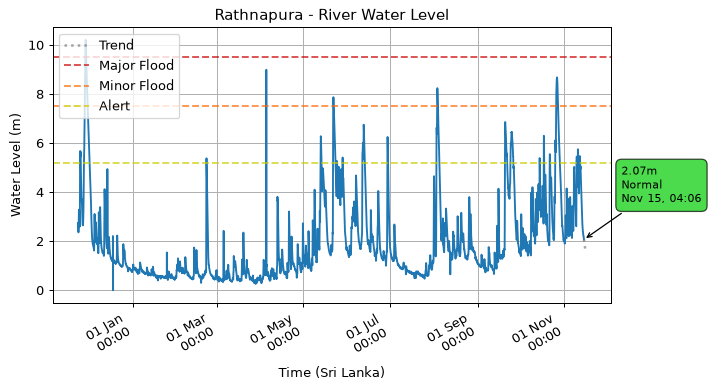 Rathnapura - River Water Level
Trend
Major Flood
Minor Flood
Alert
10
8
6
4
2
0
Water Level (m)
2.07m
Normal
Nov 15, 04:06
01 Jan
00:00
01 Mar
00:00
01 May
00:00
01 Jul
00:00
01 Sep
00:00
01 Nov
00:00
Time (Sri Lanka)